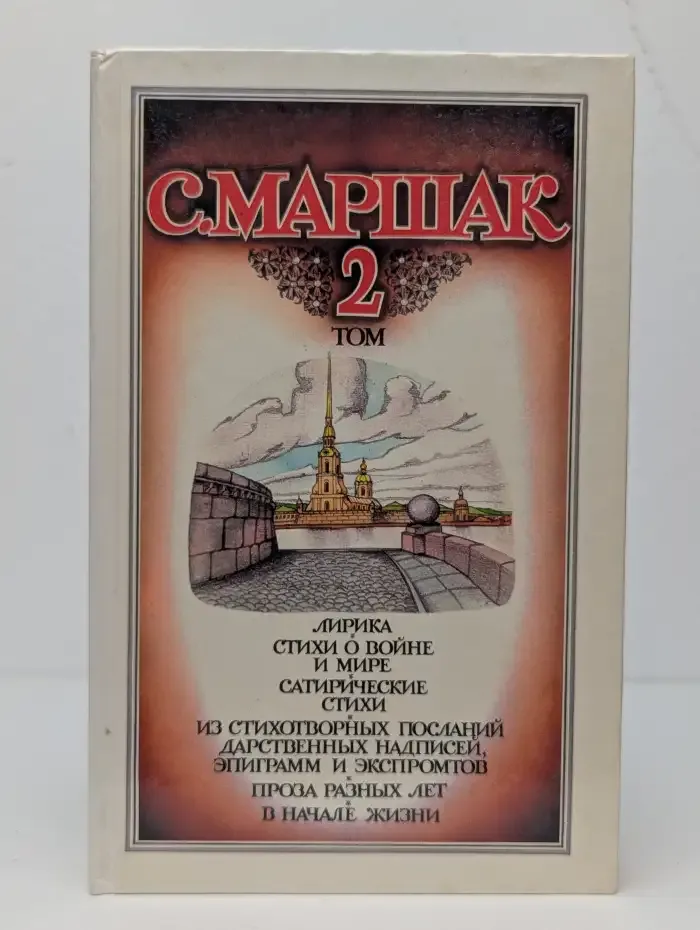 С.МАРШАК
2
ТОМ
ЛИРИКА
СТИХИ О ВОЙНЕ
И МИРЕ
САТИРИЧЕСКИЕ
СТИХИ
ИЗ СТИХОТВОРНЫХ ПОСЛАНИЙ
ДАРСТВЕННЫХ НАДПИСЕЙ,
ЭПИГРАММ И ЭКСПРОМТОВ
ПРОЗА РАЗНЫХ ЛЕТ
В НАЧАЛЕ ЖИЗНИ